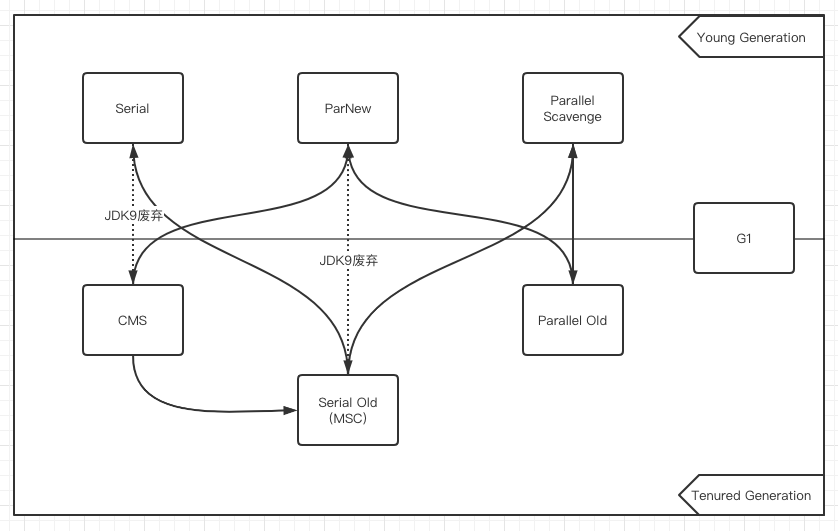 Young Generation
Serial
ParNew
Parallel
Scavenge
JDK9废弃
G1
JDK9废弃
CMS
Parallel Old
Serial Old
(MSC)
Tenured Generation